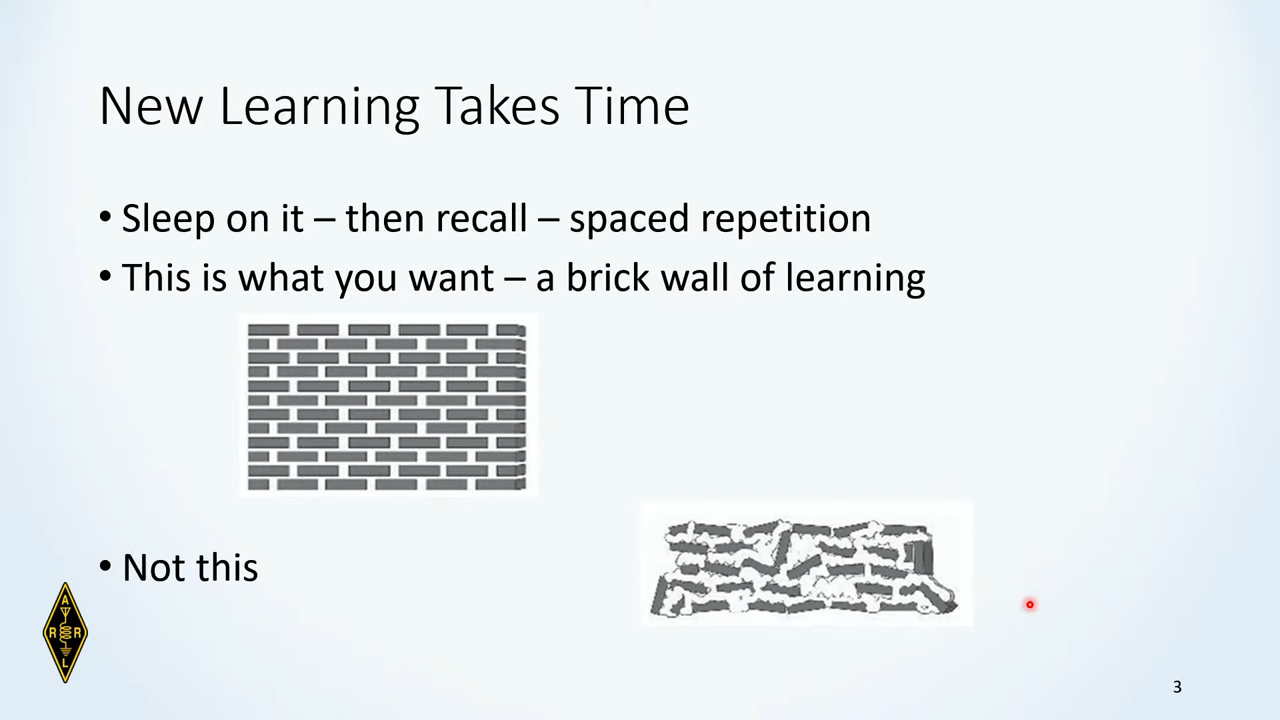 New Learning Takes Time
• Sleep on it – then recall – spaced repetition
• This is what you want – a brick wall of learning
• Not this
A
R R
L
3